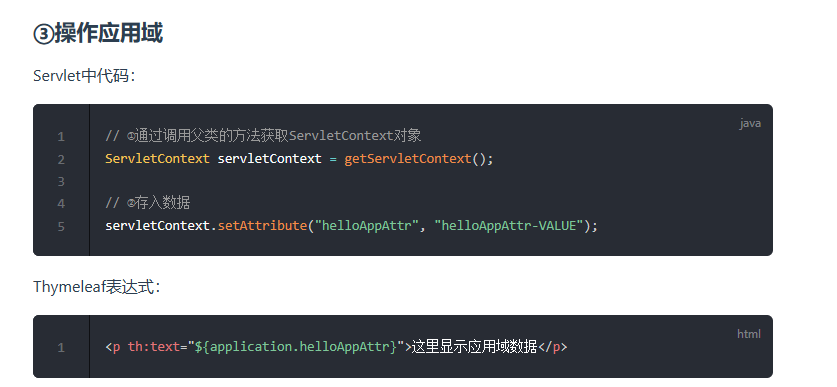 ③操作应用域
Servlet中代码：
java
1 // ①通过调用父类的方法获取ServletContext对象
2 ServletContext servletContext = getServletContext();
3
4 // ②存入数据
5 servletContext.setAttribute("helloAppAttr", "helloAppAttr-VALUE");
Thymeleaf表达式：
html
1 <p th:text="${application.helloAppAttr}">这里显示应用域数据</p>